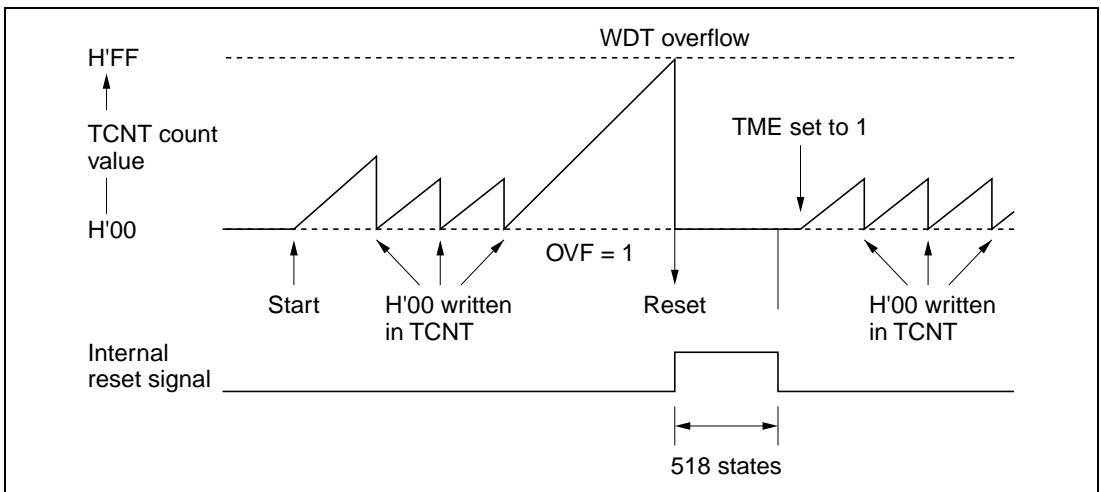 WDT overflow
H'FF
TCNT count
value
TME set to 1
H'00
OVF = 1
Start
H'00 written
in TCNT
Reset
H'00 written
in TCNT
Internal
reset signal
518 states